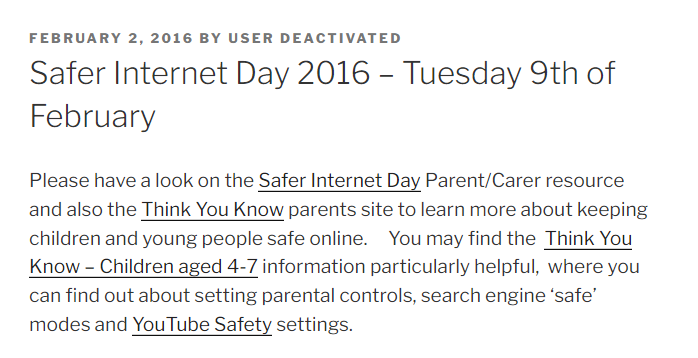 FEBRUARY 2, 2016 BY USER DEACTIVATED
Safer Internet Day 2016 – Tuesday 9th of
February
Please have a look on the Safer Internet Day Parent/Carer resource
and also the Think You Know parents site to learn more about keeping
children and young people safe online.    You may find the  Think You
Know – Children aged 4-7 information particularly helpful,  where you
can find out about setting parental controls, search engine ‘safe’
modes and YouTube Safety settings.